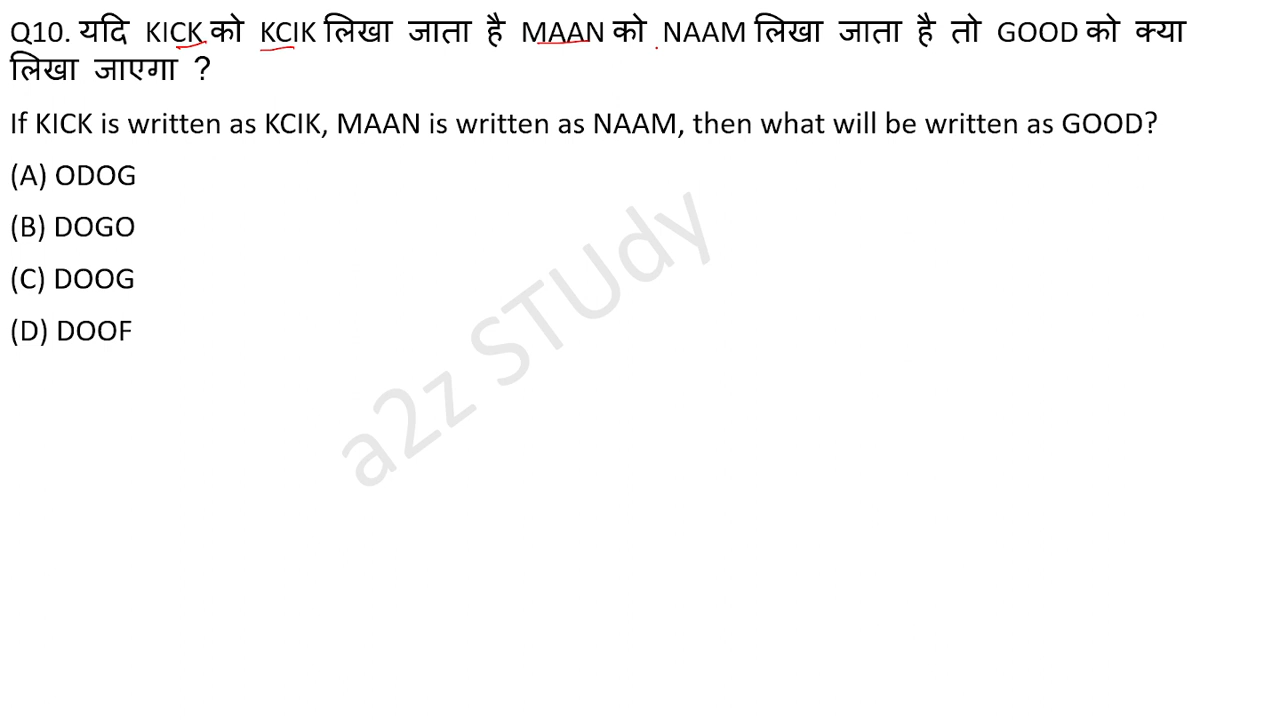 Q10. यदि KICK को KCIK लिखा जाता है MAAN को NAAM लिखा जाता है तो GOOD को क्या
लिखा जाएगा ?
If KICK is written as KCIK, MAAN is written as NAAM, then what will be written as GOOD?
(A) ODOG
(B) DOGO
(C) DOOG
(D) DOOF
a2z STUdy